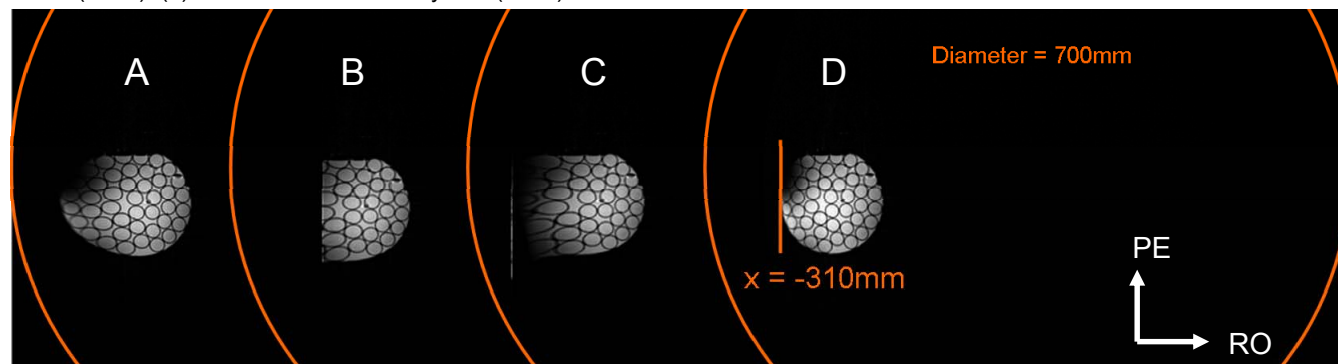 A B C D
Diameter = 700mm
x = -310mm
PE
RO